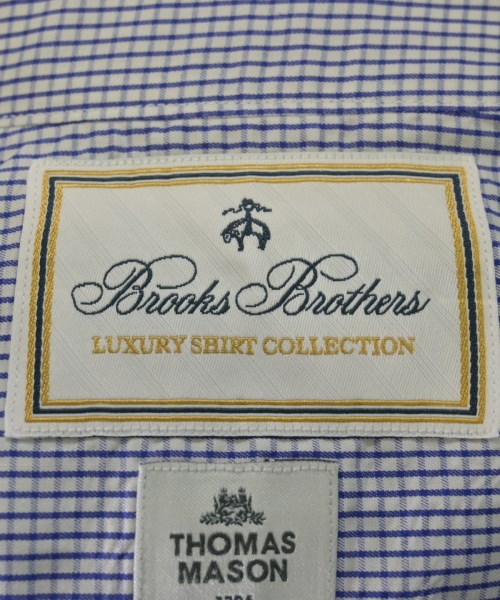 Brooks Brothers
LUXURY SHIRT COLLECTION
THOMAS
MASON